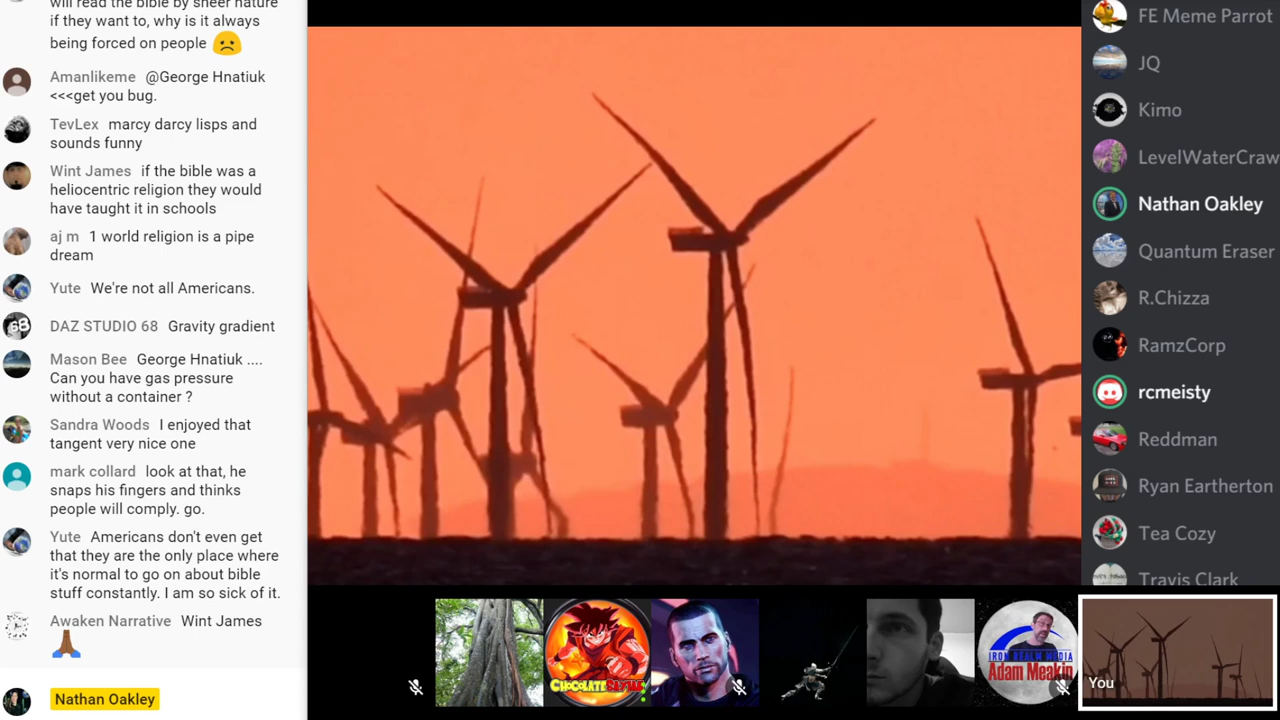 will read the bible by sheer nature
if they want to, why is it always
being forced on people
Amanlikeme @George Hnatiuk
<<<get you bug.
TevLex marcy darcy lisps and
sounds funny
Wint James if the bible was a
heliocentric religion they would
have taught it in schools
aj m 1 world religion is a pipe
dream
Yute We're not all Americans.
DAZ STUDIO 68 Gravity gradient
Mason Bee George Hnatiuk ....
Can you have gas pressure
without a container ?
Sandra Woods I enjoyed that
tangent very nice one
mark collard look at that, he
snaps his fingers and thinks
people will comply. go.
Yute Americans don't even get
that they are the only place where
it's normal to go on about bible
stuff constantly. I am so sick of it.
Awaken Narrative Wint James
Nathan Oakley
68
CHOCOLATE SAIYAN
IRON REALM MEDIA
Adam Meakin
You
FE Meme Parrot
JQ
Kimo
LevelWaterCraw
Nathan Oakley
Quantum Eraser
R.Chizza
RamzCorp
rcmeisty
Reddman
Ryan Eartherton
Tea Cozy
Travis Clark